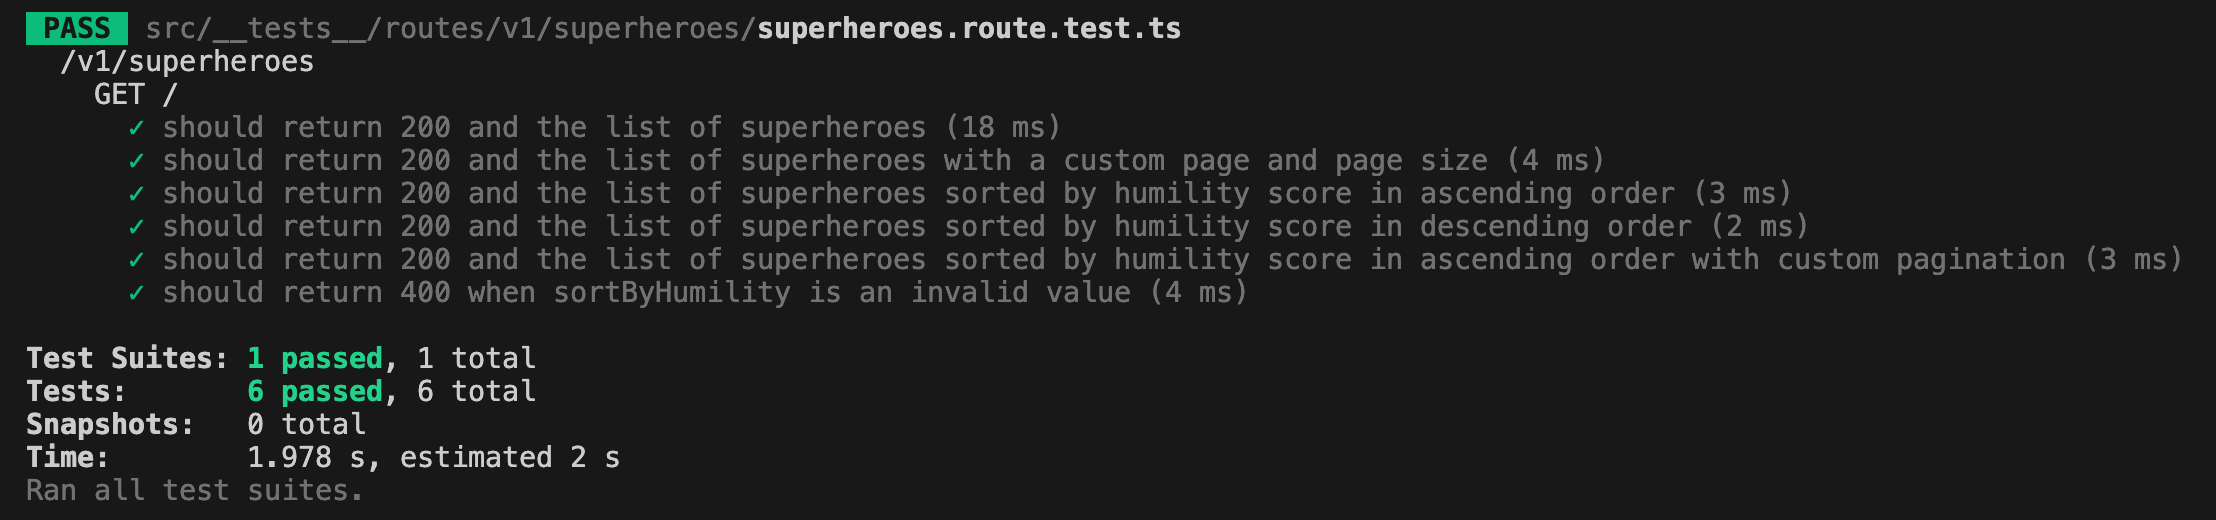 PASS src/__tests__/routes/v1/superheroes/superheroes.route.test.ts
/v1/superheroes
GET /
✓ should return 200 and the list of superheroes (18 ms)
✓ should return 200 and the list of superheroes with a custom page and page size (4 ms)
✓ should return 200 and the list of superheroes sorted by humility score in ascending order (3 ms)
✓ should return 200 and the list of superheroes sorted by humility score in descending order (2 ms)
✓ should return 200 and the list of superheroes sorted by humility score in ascending order with custom pagination (3 ms)
✓ should return 400 when sortByHumility is an invalid value (4 ms)
Test Suites: 1 passed, 1 total
Tests: 6 passed, 6 total
Snapshots: 0 total
Time: 1.978 s, estimated 2 s
Ran all test suites.